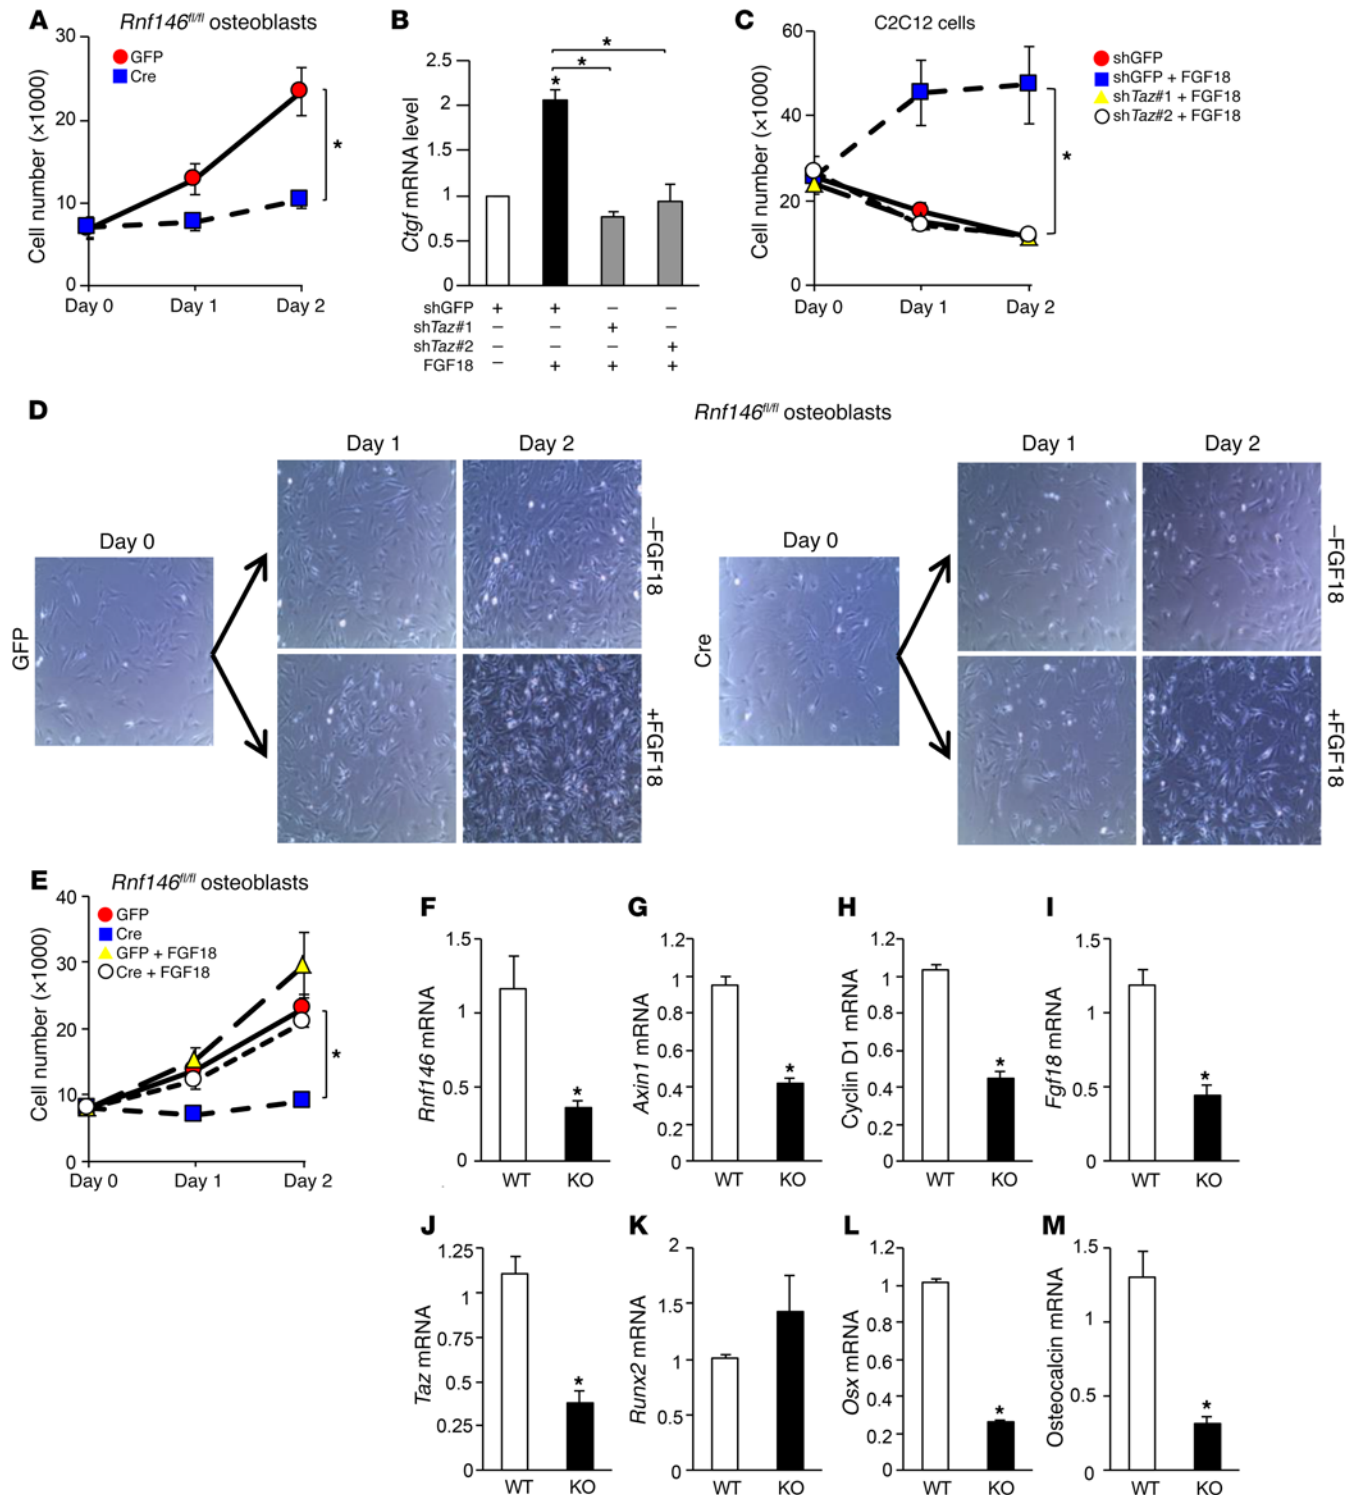 A
Rnf146fl/fl osteoblasts
Cell number (×1000)
30
20
10
0
GFP
Cre
*
Day 0 Day 1 Day 2
B
Ctgf mRNA level
2.5
2
1.5
1
0.5
0
*
*
*
shGFP + + – –
shTaz#1 – – + –
shTaz#2 – – – +
FGF18 – + + +
C
C2C12 cells
Cell number (×1000)
60
40
20
0
*
Day 0 Day 1 Day 2
shGFP
shGFP + FGF18
shTaz#1 + FGF18
shTaz#2 + FGF18
D
Rnf146fl/fl osteoblasts
GFP
Day 0
Day 1 Day 2
–FGF18
+FGF18
Cre
Day 0
Day 1 Day 2
–FGF18
+FGF18
E
Rnf146fl/fl osteoblasts
Cell number (×1000)
40
30
20
10
0
GFP
Cre
GFP + FGF18
Cre + FGF18
*
Day 0 Day 1 Day 2
F
Rnf146 mRNA
1.5
1
0.5
0
*
WT KO
G
Axin1 mRNA
1.2
1
0.8
0.6
0.4
0.2
0
*
WT KO
H
Cyclin D1 mRNA
1.2
1
0.8
0.6
0.4
0.2
0
*
WT KO
I
Fgf18 mRNA
1.5
1
0.5
0
*
WT KO
J
Taz mRNA
1.25
1
0.75
0.5
0.25
0
*
WT KO
K
Runx2 mRNA
2
1.5
1
0.5
0
WT KO
L
Osx mRNA
1.2
1
0.8
0.6
0.4
0.2
0
*
WT KO
M
Osteocalcin mRNA
1.5
1
0.5
0
*
WT KO